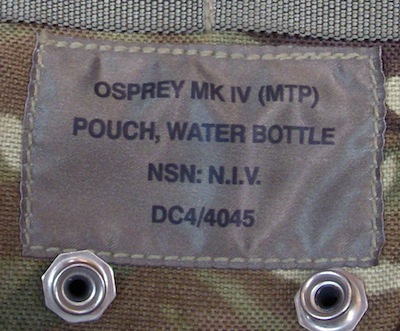 OSPREY MK IV (MTP)
POUCH, WATER BOTTLE
NSN: N.I.V.
DC4/4045